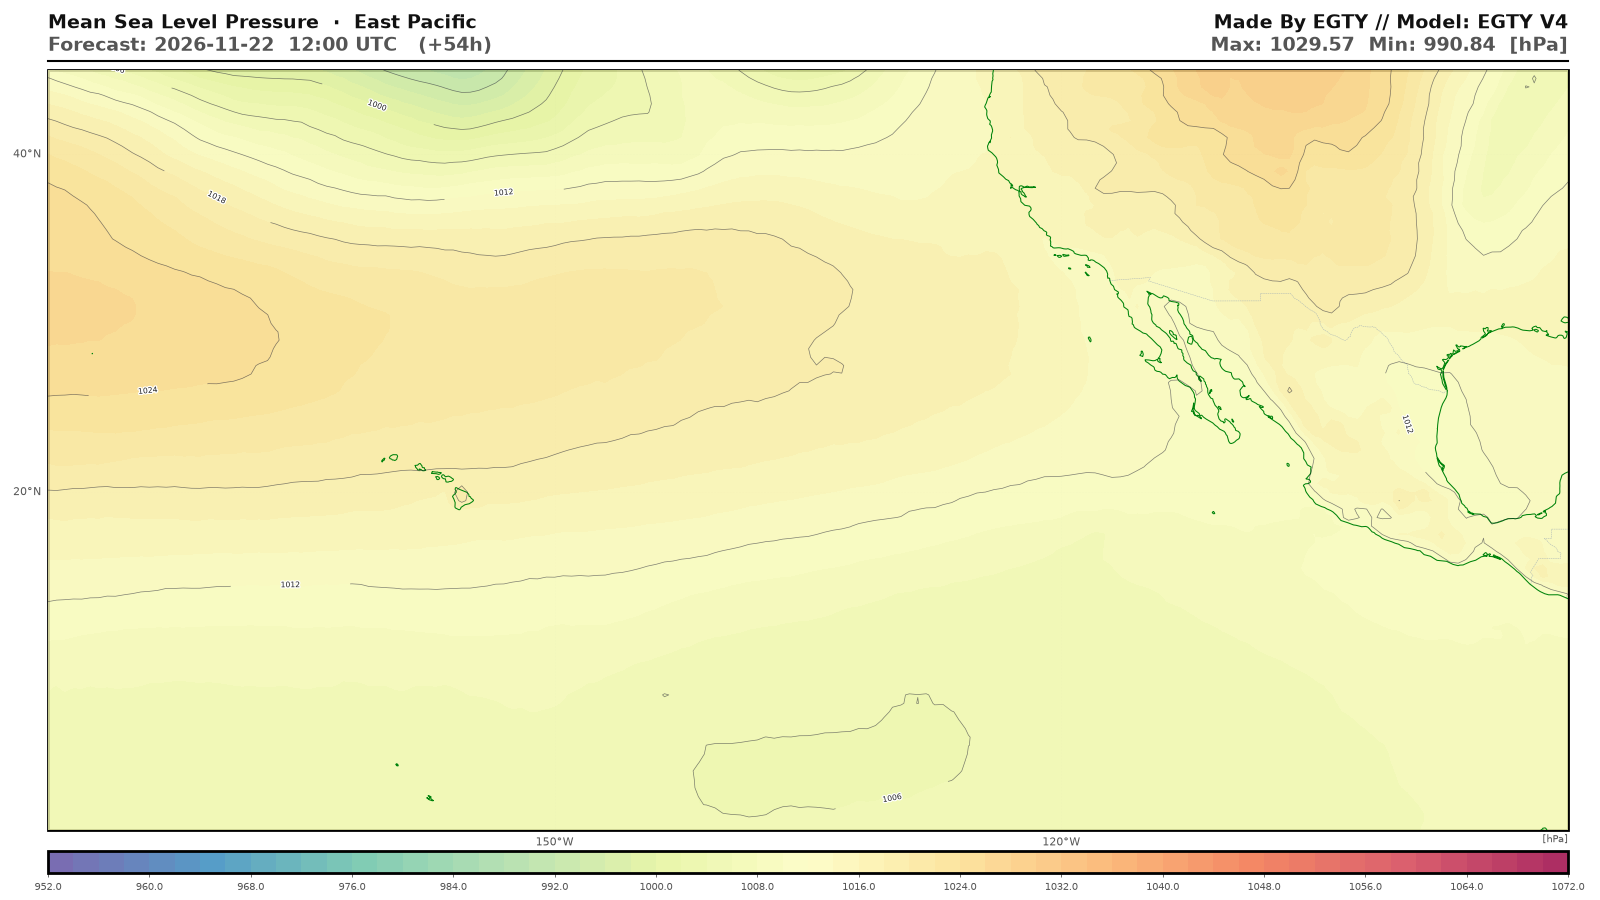 Mean Sea Level Pressure · East Pacific
Made By EGTY // Model: EGTY V4
Forecast: 2026-11-22 12:00 UTC (+54h)
Max: 1029.57 Min: 990.84 [hPa]
1000
40°N
1018
1012
1024
1012
20°N
1012
1006
150°W
120°W
[hPa]
952.0
960.0
968.0
976.0
984.0
992.0
1000.0
1008.0
1016.0
1024.0
1032.0
1040.0
1048.0
1056.0
1064.0
1072.0